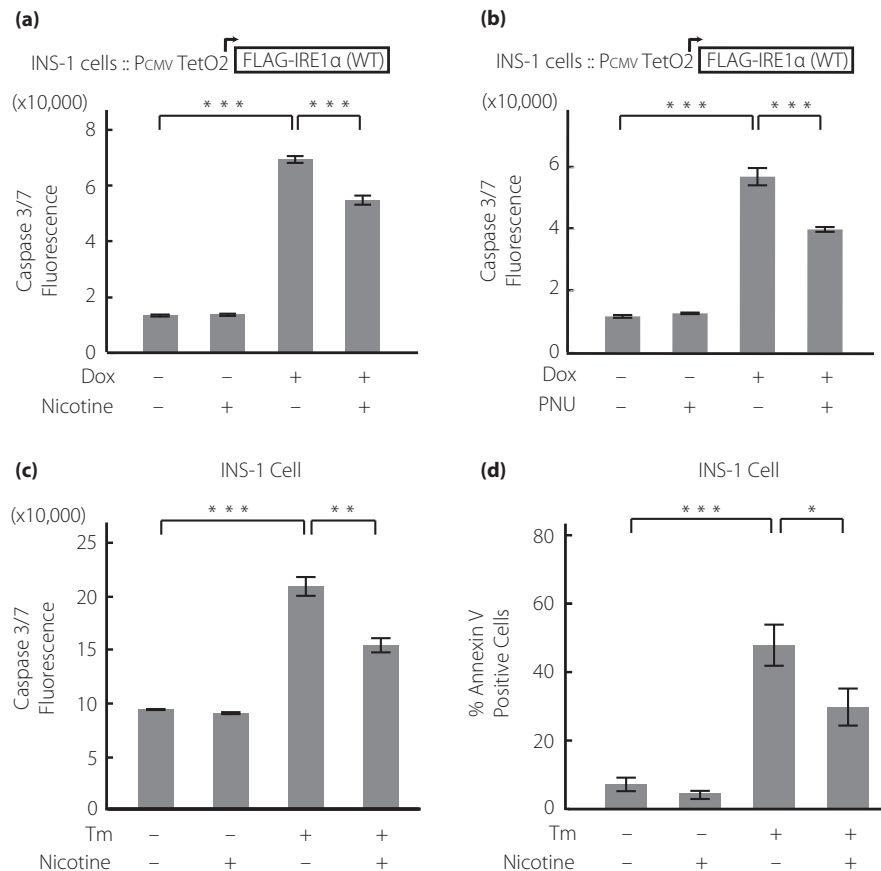 (a)
INS-1 cells :: PCMV TetO2 FLAG-IRE1α (WT)
(x10,000)
* * * * * *
8
6
4
2
0
Caspase 3/7
Fluorescence
Dox – – + +
Nicotine – + – +
(b)
INS-1 cells :: PCMV TetO2 FLAG-IRE1α (WT)
(x10,000)
* * * * * *
6
4
2
0
Caspase 3/7
Fluorescence
Dox – – + +
PNU – + – +
(c)
INS-1 Cell
(x10,000)
* * * * *
25
20
15
10
5
0
Caspase 3/7
Fluorescence
Tm – – + +
Nicotine – + – +
(d)
INS-1 Cell
* * * *
80
60
40
20
0
% Annexin V
Positive Cells
Tm – – + +
Nicotine – + – +